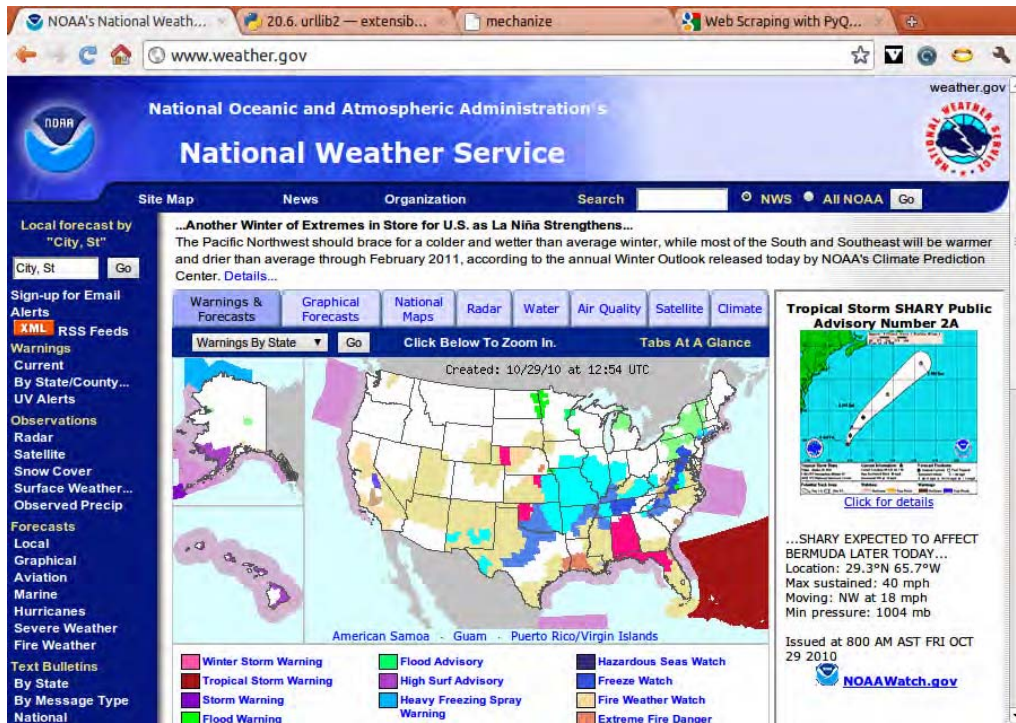 NOAA's National Weath...
20.6. urllib2 — extensib...
mechanize
Web Scraping with PyQ...
www.weather.gov
weather.gov
NOAA
National Oceanic and Atmospheric Administration's
National Weather Service
NATIONAL WEATHER SERVICE
Site Map News Organization Search NWS All NOAA Go
Local forecast by
"City, St"
City, St Go
Sign-up for Email
Alerts
XML RSS Feeds
Warnings
Current
By State/County...
UV Alerts
Observations
Radar
Satellite
Snow Cover
Surface Weather...
Observed Precip
Forecasts
Local
Graphical
Aviation
Marine
Hurricanes
Severe Weather
Fire Weather
Text Bulletins
By State
By Message Type
National
...Another Winter of Extremes in Store for U.S. as La Niña Strengthens...
The Pacific Northwest should brace for a colder and wetter than average winter, while most of the South and Southeast will be warmer
and drier than average through February 2011, according to the annual Winter Outlook released today by NOAA's Climate Prediction
Center. Details...
Warnings &
Forecasts
Graphical
Forecasts
National
Maps
Radar
Water
Air Quality
Satellite
Climate
Warnings By State Go Click Below To Zoom In. Tabs At A Glance
Created: 10/29/10 at 12:54 UTC
American Samoa - Guam - Puerto Rico/Virgin Islands
Winter Storm Warning
Tropical Storm Warning
Storm Warning
Flood Warning
Flood Advisory
High Surf Advisory
Heavy Freezing Spray
Warning
Hazardous Seas Watch
Freeze Watch
Fire Weather Watch
Extreme Fire Danger
Tropical Storm SHARY Public
Advisory Number 2A
Click for details
...SHARY EXPECTED TO AFFECT
BERMUDA LATER TODAY...
Location: 29.3°N 65.7°W
Max sustained: 40 mph
Moving: NW at 18 mph
Min pressure: 1004 mb
Issued at 800 AM AST FRI OCT
29 2010
NOAAWatch.gov